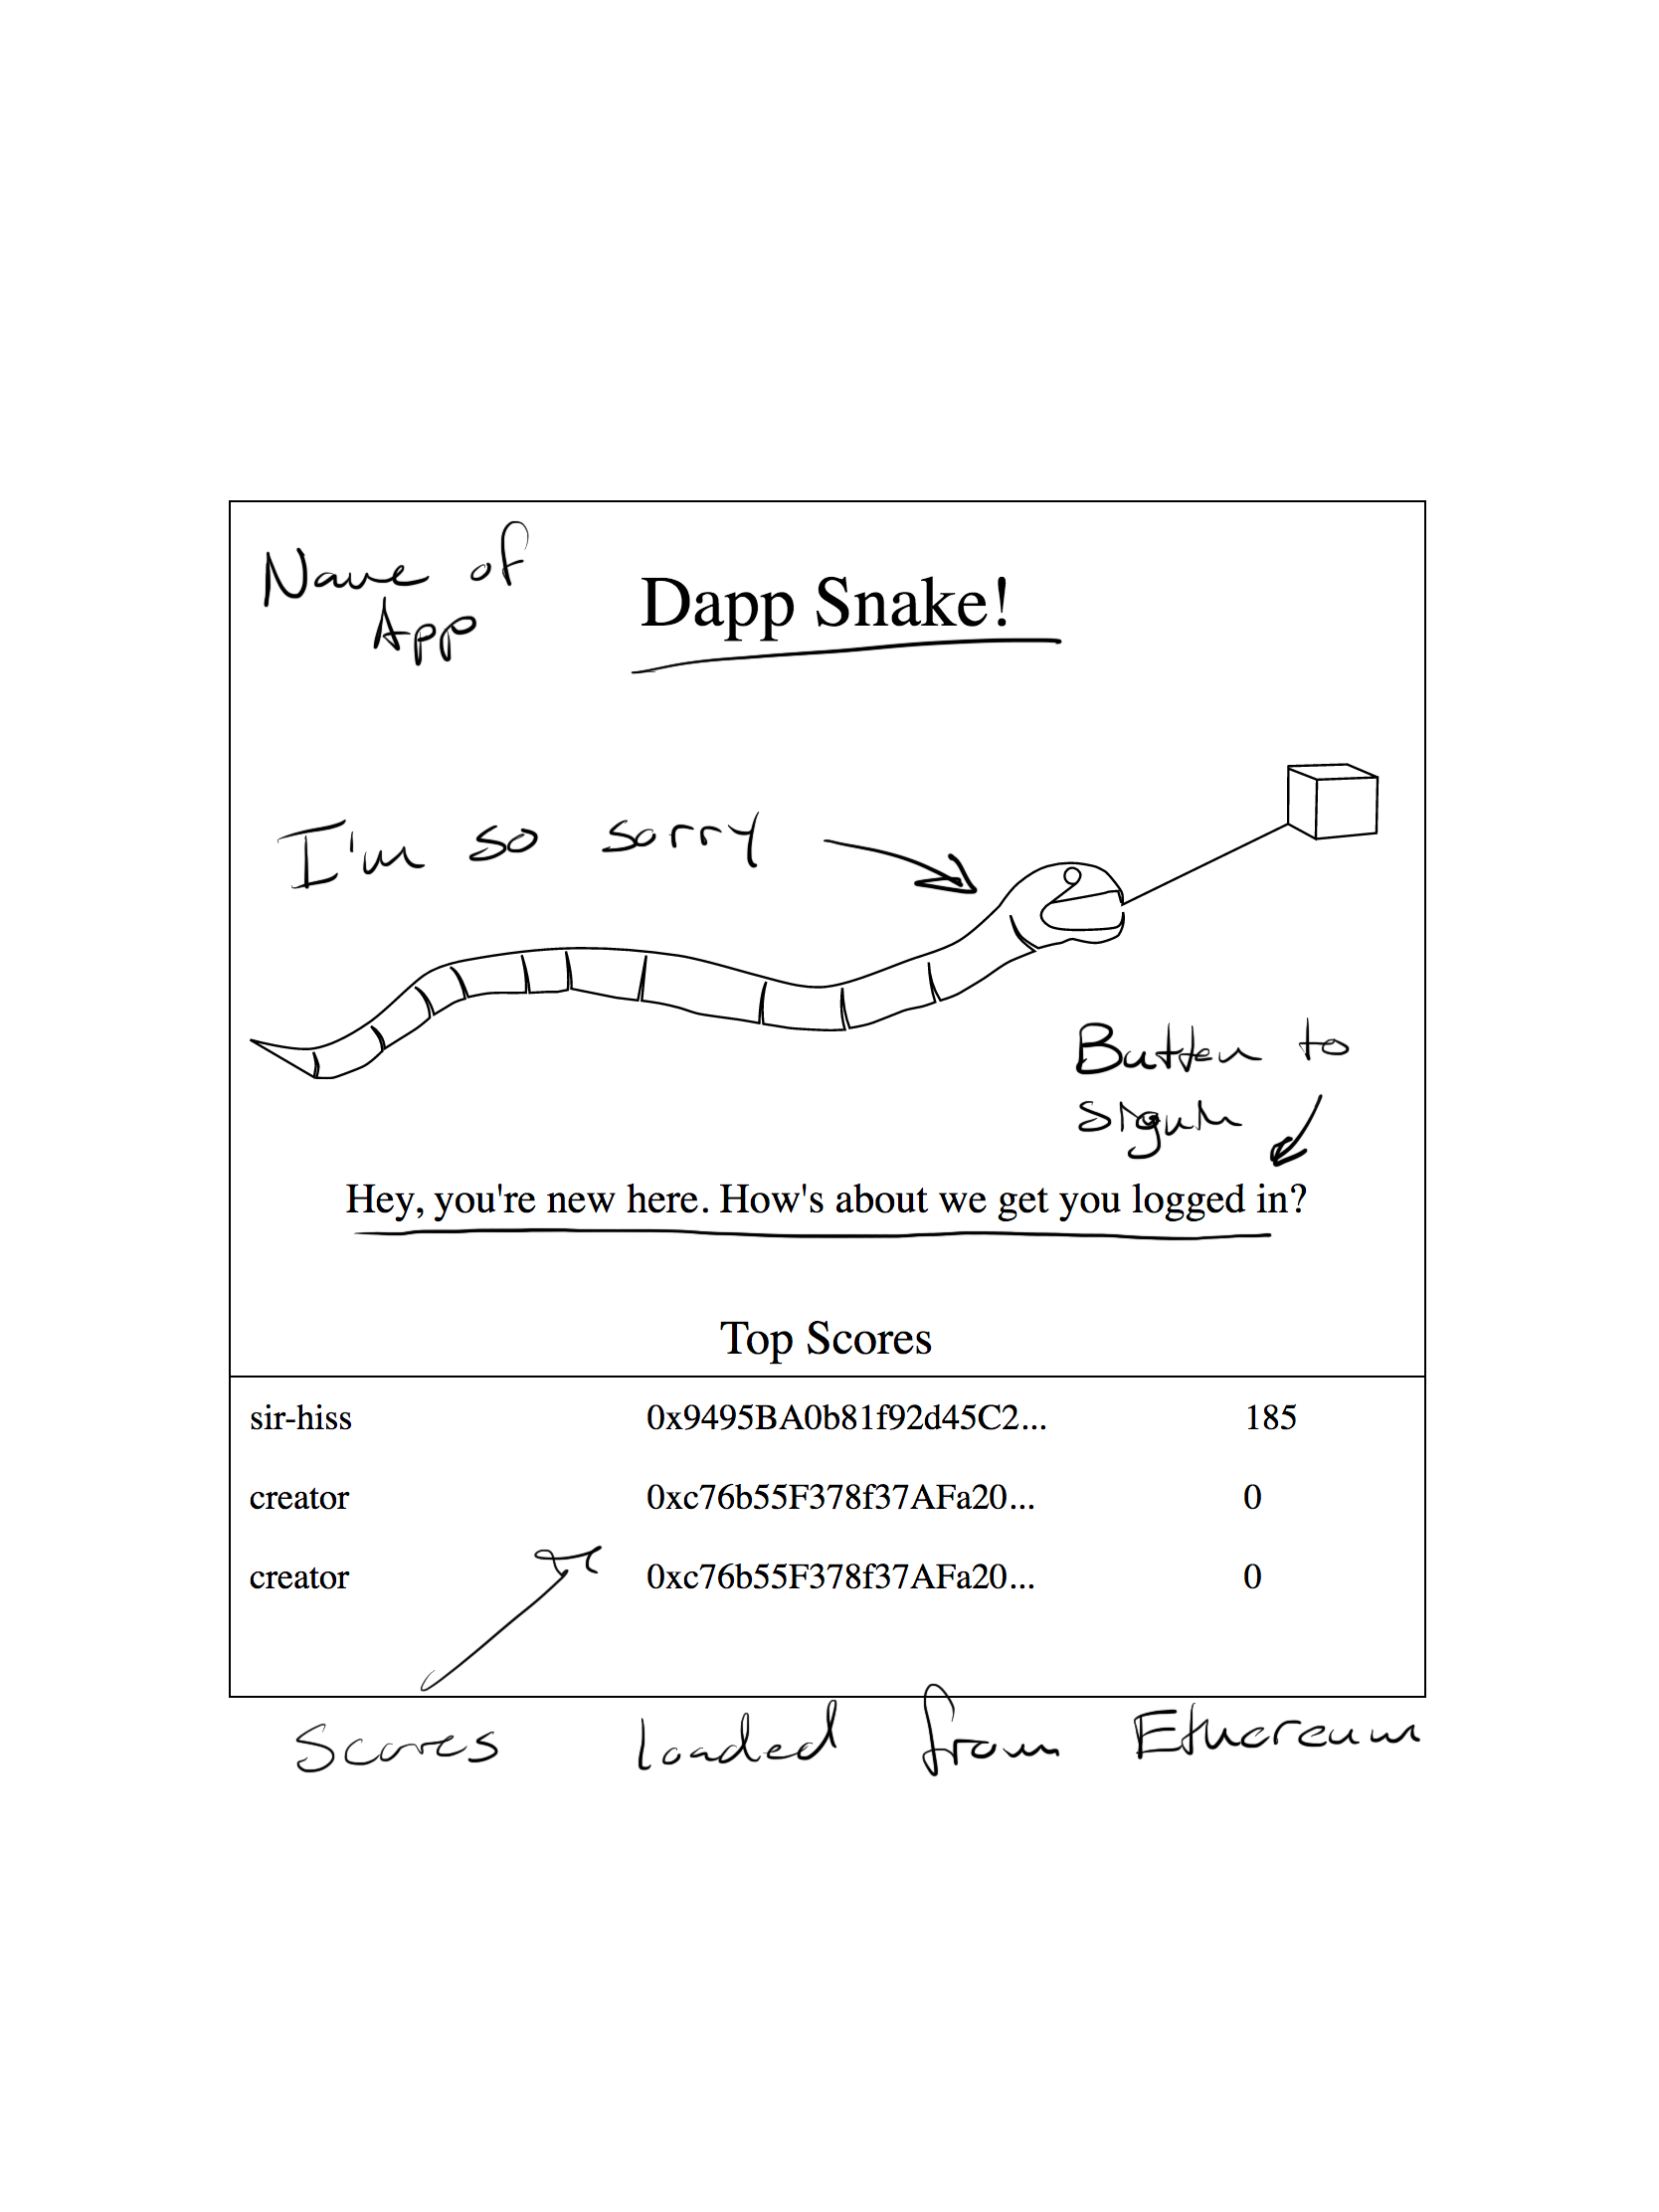 Name of
App
Dapp Snake!
I'm so sorry
Button to
signin
Hey, you're new here. How's about we get you logged in?
Top Scores
sir-hiss 0x9495BA0b81f92d45C2... 185
creator 0xc76b55F378f37AFa20... 0
creator 0xc76b55F378f37AFa20... 0
Scores loaded from Ethereum